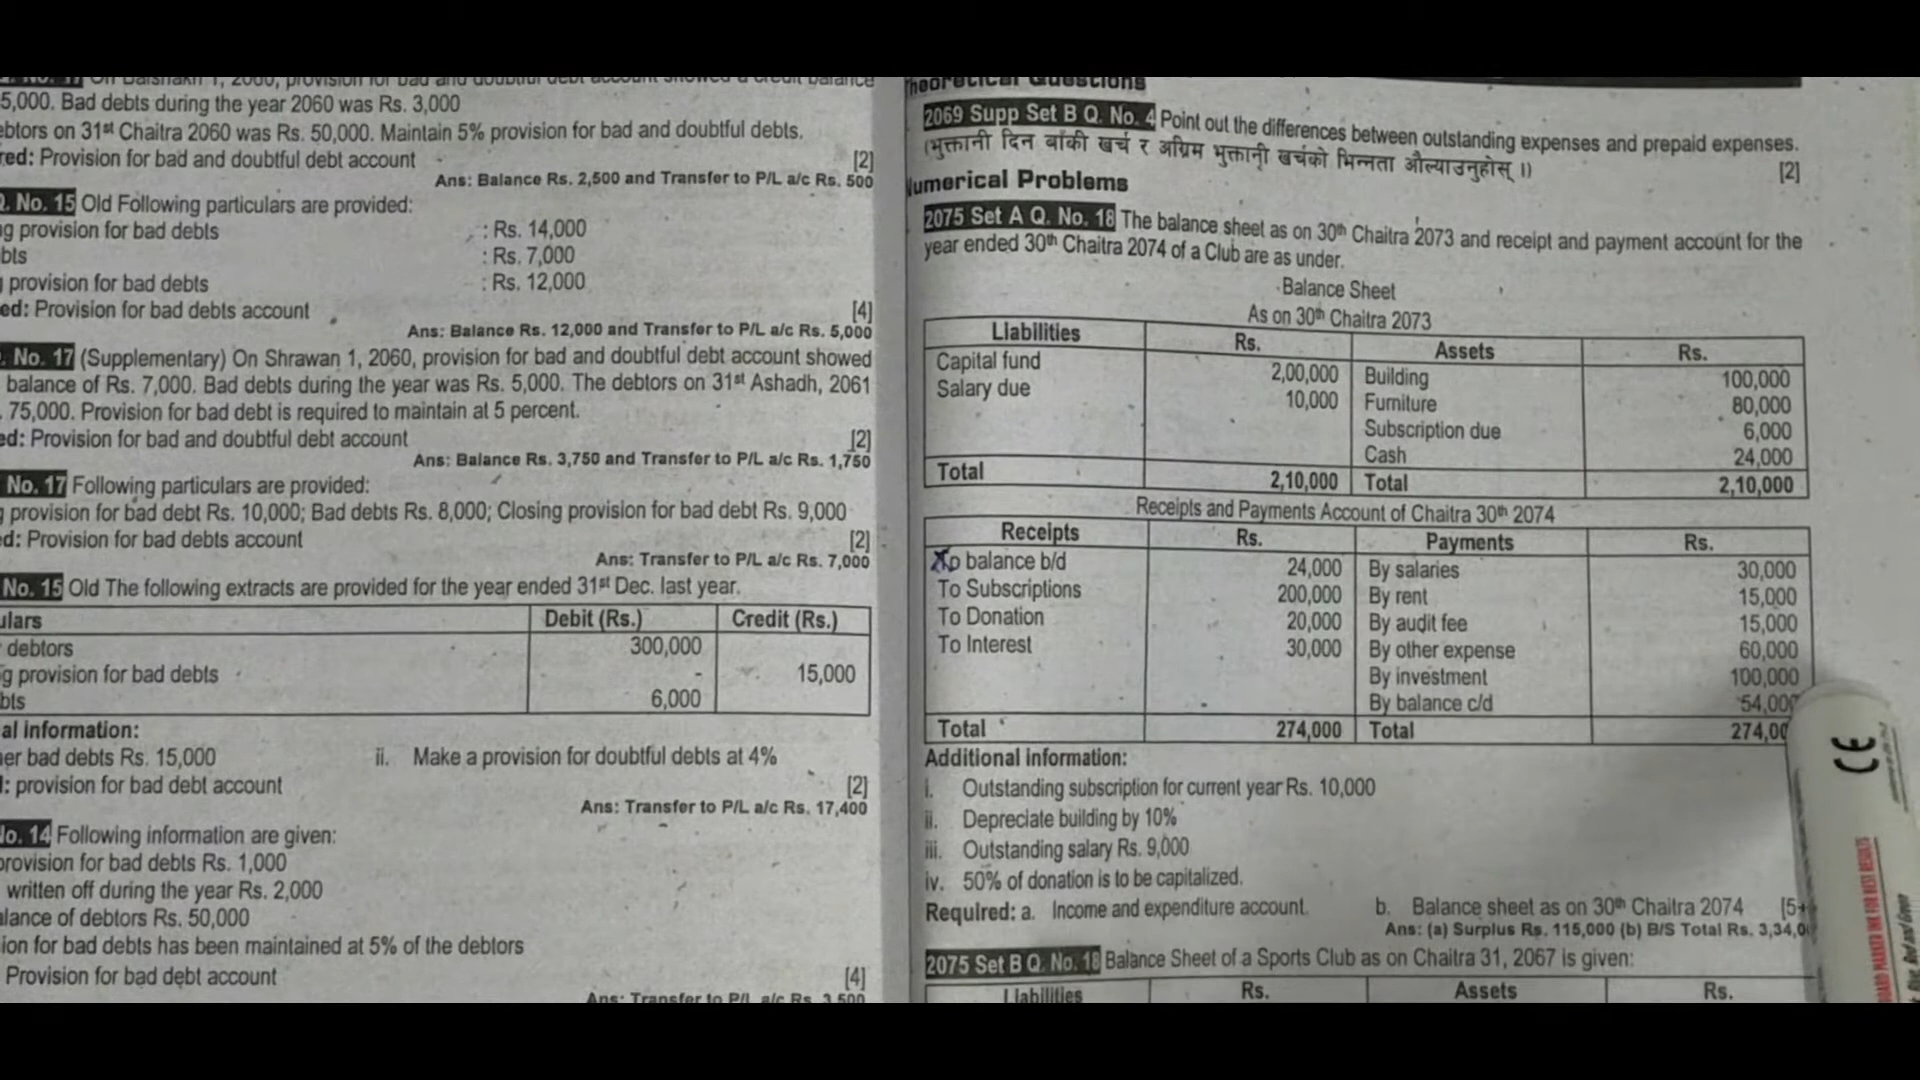 5,000. Bad debts during the year 2060 was Rs. 3,000
ebtors on 31st Chaitra 2060 was Rs. 50,000. Maintain 5% provision for bad and doubtful debts.
red: Provision for bad and doubtful debt account [2]
Ans: Balance Rs. 2,500 and Transfer to P/L a/c Rs. 500
No. 15 Old Following particulars are provided:
g provision for bad debts : Rs. 14,000
bts : Rs. 7,000
provision for bad debts : Rs. 12,000
ed: Provision for bad debts account [4]
Ans: Balance Rs. 12,000 and Transfer to P/L a/c Rs. 5,000
No. 17 (Supplementary) On Shrawan 1, 2060, provision for bad and doubtful debt account showed
balance of Rs. 7,000. Bad debts during the year was Rs. 5,000. The debtors on 31st Ashadh, 2061
75,000. Provision for bad debt is required to maintain at 5 percent.
ed: Provision for bad and doubtful debt account [2]
Ans: Balance Rs. 3,750 and Transfer to P/L a/c Rs. 1,750
No. 17 Following particulars are provided:
g provision for bad debt Rs. 10,000; Bad debts Rs. 8,000; Closing provision for bad debt Rs. 9,000
d: Provision for bad debts account [2]
Ans: Transfer to P/L a/c Rs. 7,000
No. 15 Old The following extracts are provided for the year ended 31st Dec. last year.
ulars Debit (Rs.) Credit (Rs.)
debtors 300,000
g provision for bad debts - 15,000
bts 6,000
al information:
er bad debts Rs. 15,000 ii. Make a provision for doubtful debts at 4%
: provision for bad debt account [2]
Ans: Transfer to P/L a/c Rs. 17,400
No. 14 Following information are given:
provision for bad debts Rs. 1,000
written off during the year Rs. 2,000
alance of debtors Rs. 50,000
ion for bad debts has been maintained at 5% of the debtors
Provision for bad debt account [4]
Ans: Transfer to P/L a/c Rs. 3,500
Theoretical Questions
2069 Supp Set B Q. No. 4 Point out the differences between outstanding expenses and prepaid expenses.
(भुक्तानी दिन बाँकी खर्च र अग्रिम भुक्तानी खर्चको भिन्नता औल्याउनुहोस् ।) [2]
Numerical Problems
2075 Set A Q. No. 18 The balance sheet as on 30th Chaitra 2073 and receipt and payment account for the
year ended 30th Chaitra 2074 of a Club are as under.
Balance Sheet
As on 30th Chaitra 2073
Liabilities Rs. Assets Rs.
Capital fund 2,00,000 Building 100,000
Salary due 10,000 Furniture 80,000
Subscription due 6,000
Cash 24,000
Total 2,10,000 Total 2,10,000
Receipts and Payments Account of Chaitra 30th 2074
Receipts Rs. Payments Rs.
To balance b/d 24,000 By salaries 30,000
To Subscriptions 200,000 By rent 15,000
To Donation 20,000 By audit fee 15,000
To Interest 30,000 By other expense 60,000
By investment 100,000
By balance c/d 54,000
Total 274,000 Total 274,00
Additional information:
i. Outstanding subscription for current year Rs. 10,000
ii. Depreciate building by 10%
iii. Outstanding salary Rs. 9,000
iv. 50% of donation is to be capitalized.
Required: a. Income and expenditure account. b. Balance sheet as on 30th Chaitra 2074 [5+
Ans: (a) Surplus Rs. 115,000 (b) B/S Total Rs. 3,34,0
2075 Set B Q. No. 18 Balance Sheet of a Sports Club as on Chaitra 31, 2067 is given:
Liabilities Rs. Assets Rs.
CE